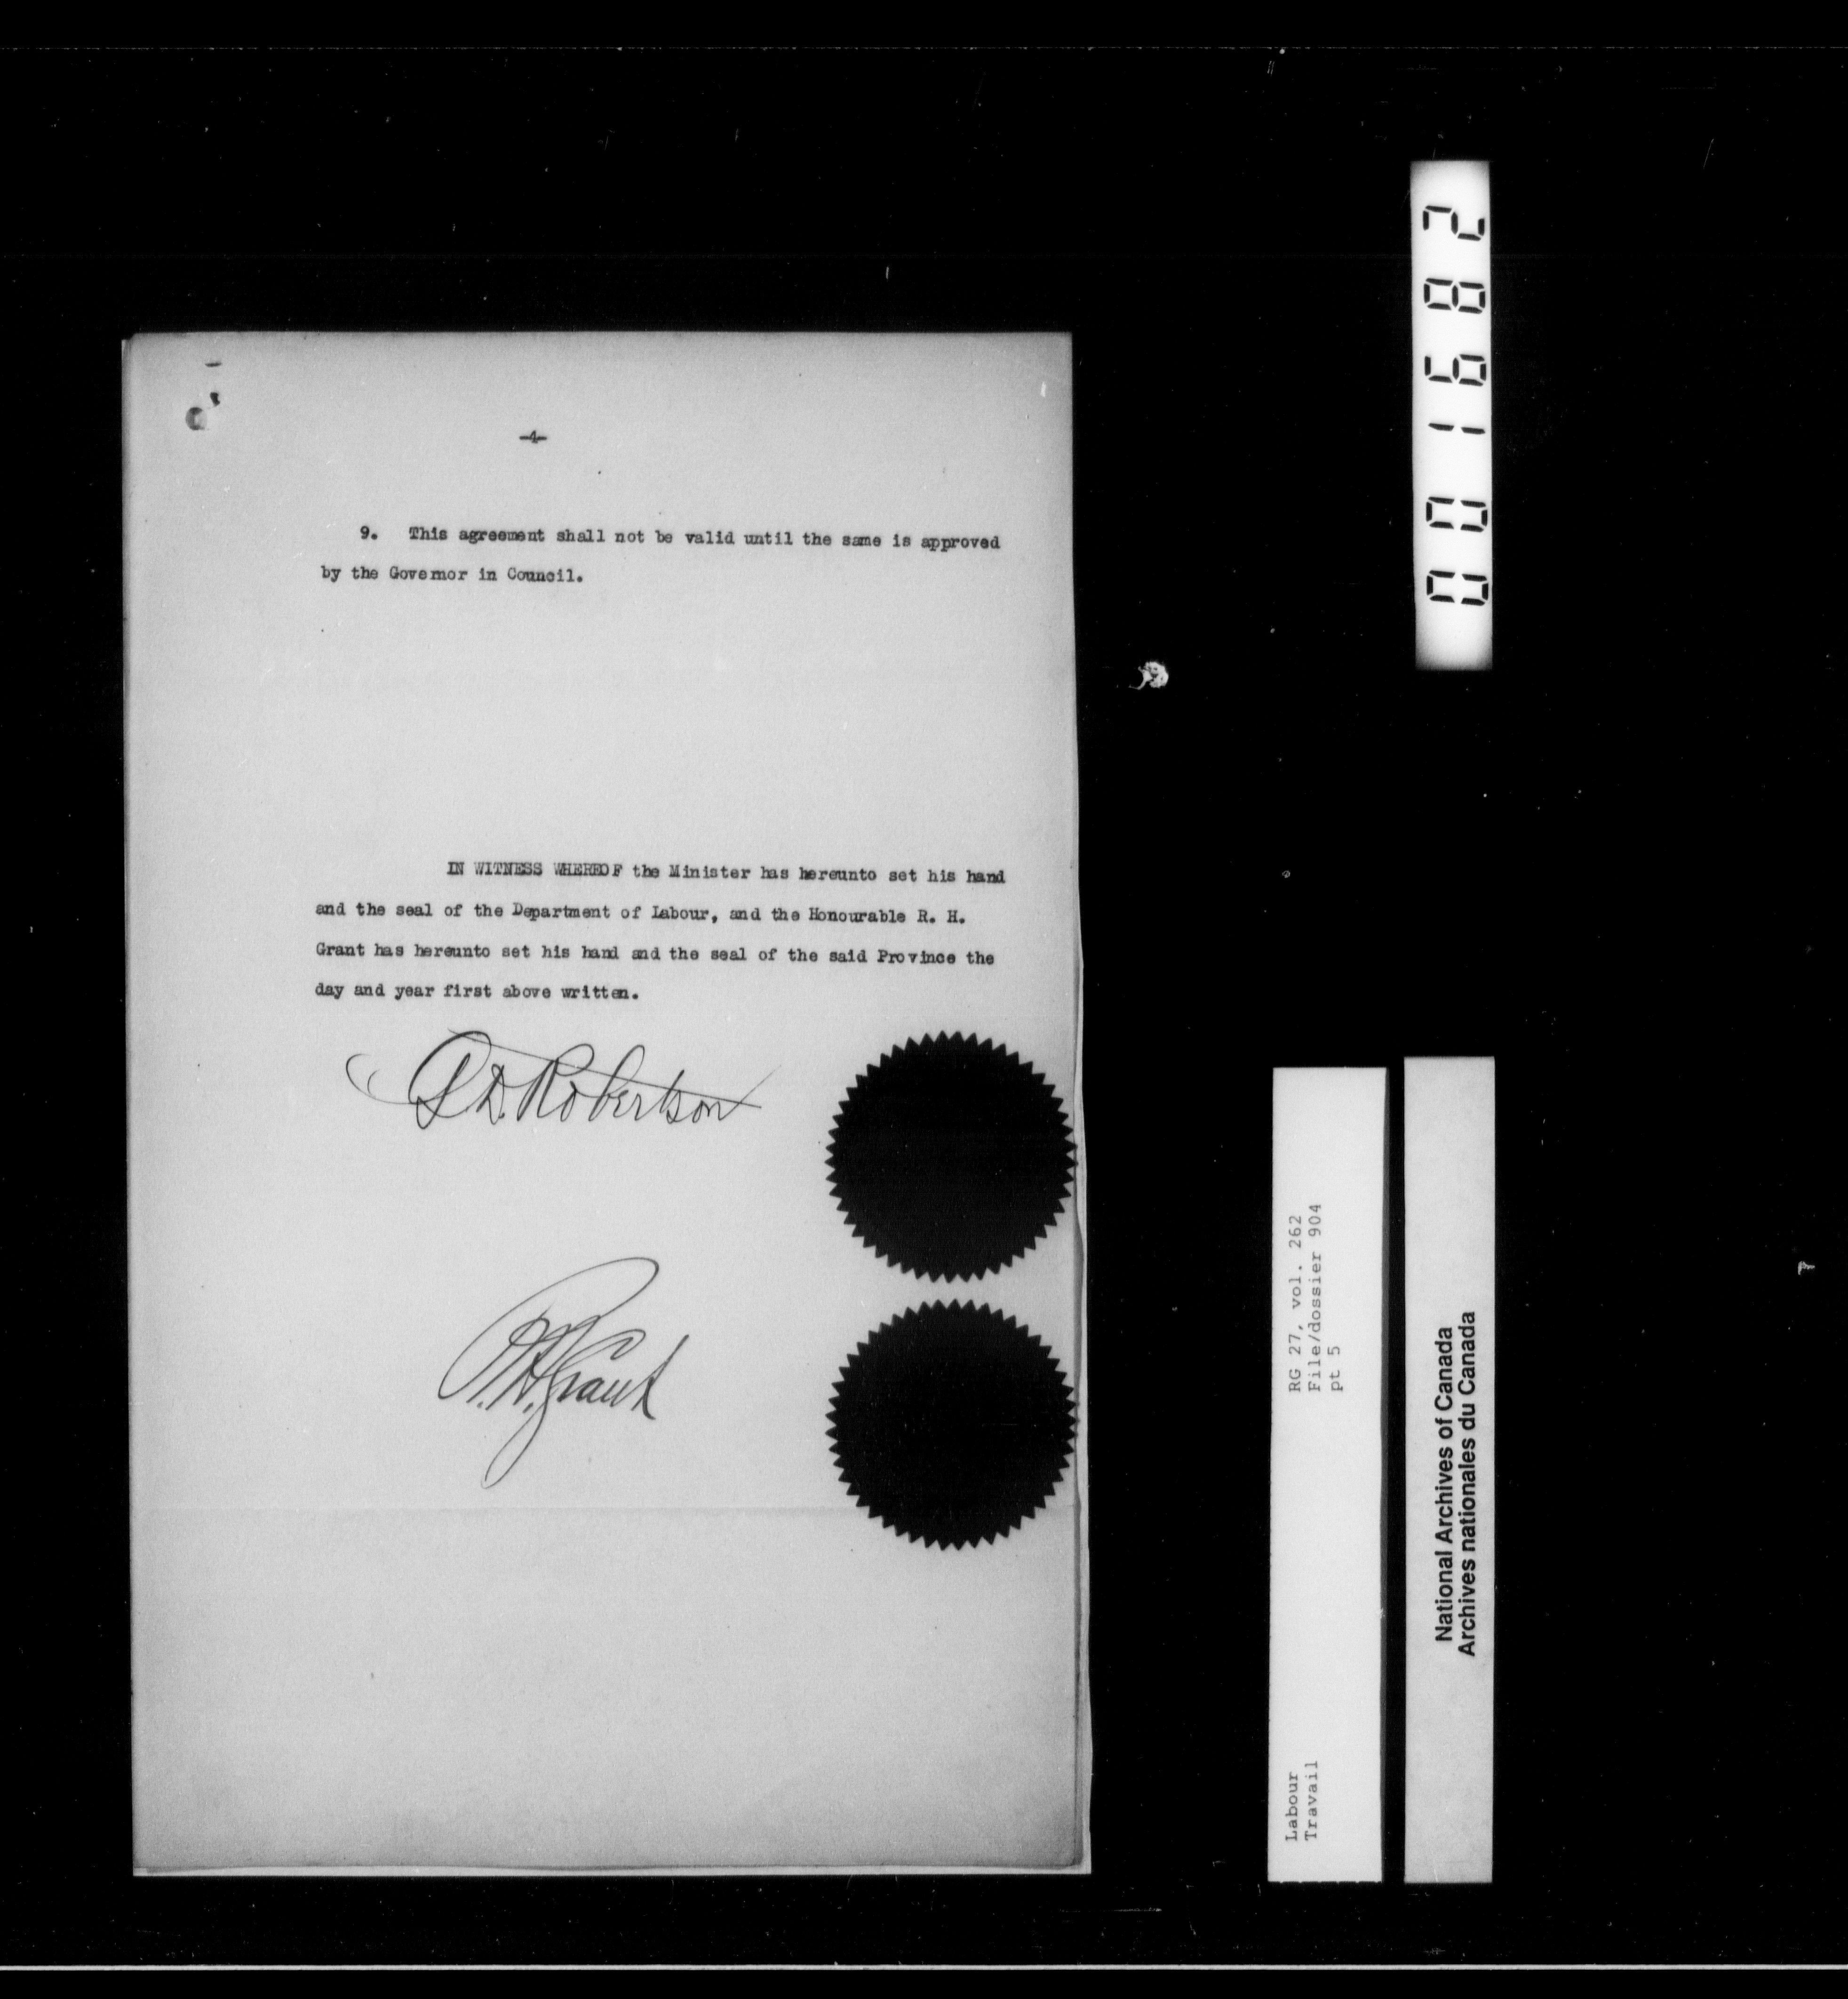 -4-
9. This agreement shall not be valid until the same is approved
by the Governor in Council.
IN WITNESS WHEREOF the Minister has hereunto set his hand
and the seal of the Department of Labour, and the Honourable R. H.
Grant has hereunto set his hand and the seal of the said Province the
day and year first above written.
G D. Robertson
R. H. Grant
001682
RG 27, vol. 262
File/dossier 904
pt 5
Labour
Travail
National Archives of Canada
Archives nationales du Canada